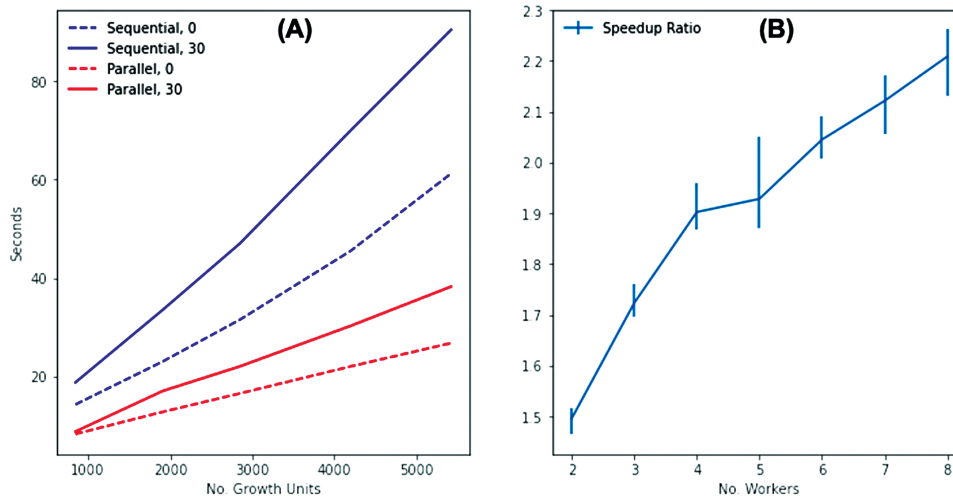 (A)
Sequential, 0
Sequential, 30
Parallel, 0
Parallel, 30
80
60
40
20
Seconds
1000 2000 3000 4000 5000
No. Growth Units
(B)
Speedup Ratio
2.3
2.2
2.1
2.0
1.9
1.8
1.7
1.6
1.5
2 3 4 5 6 7 8
No. Workers